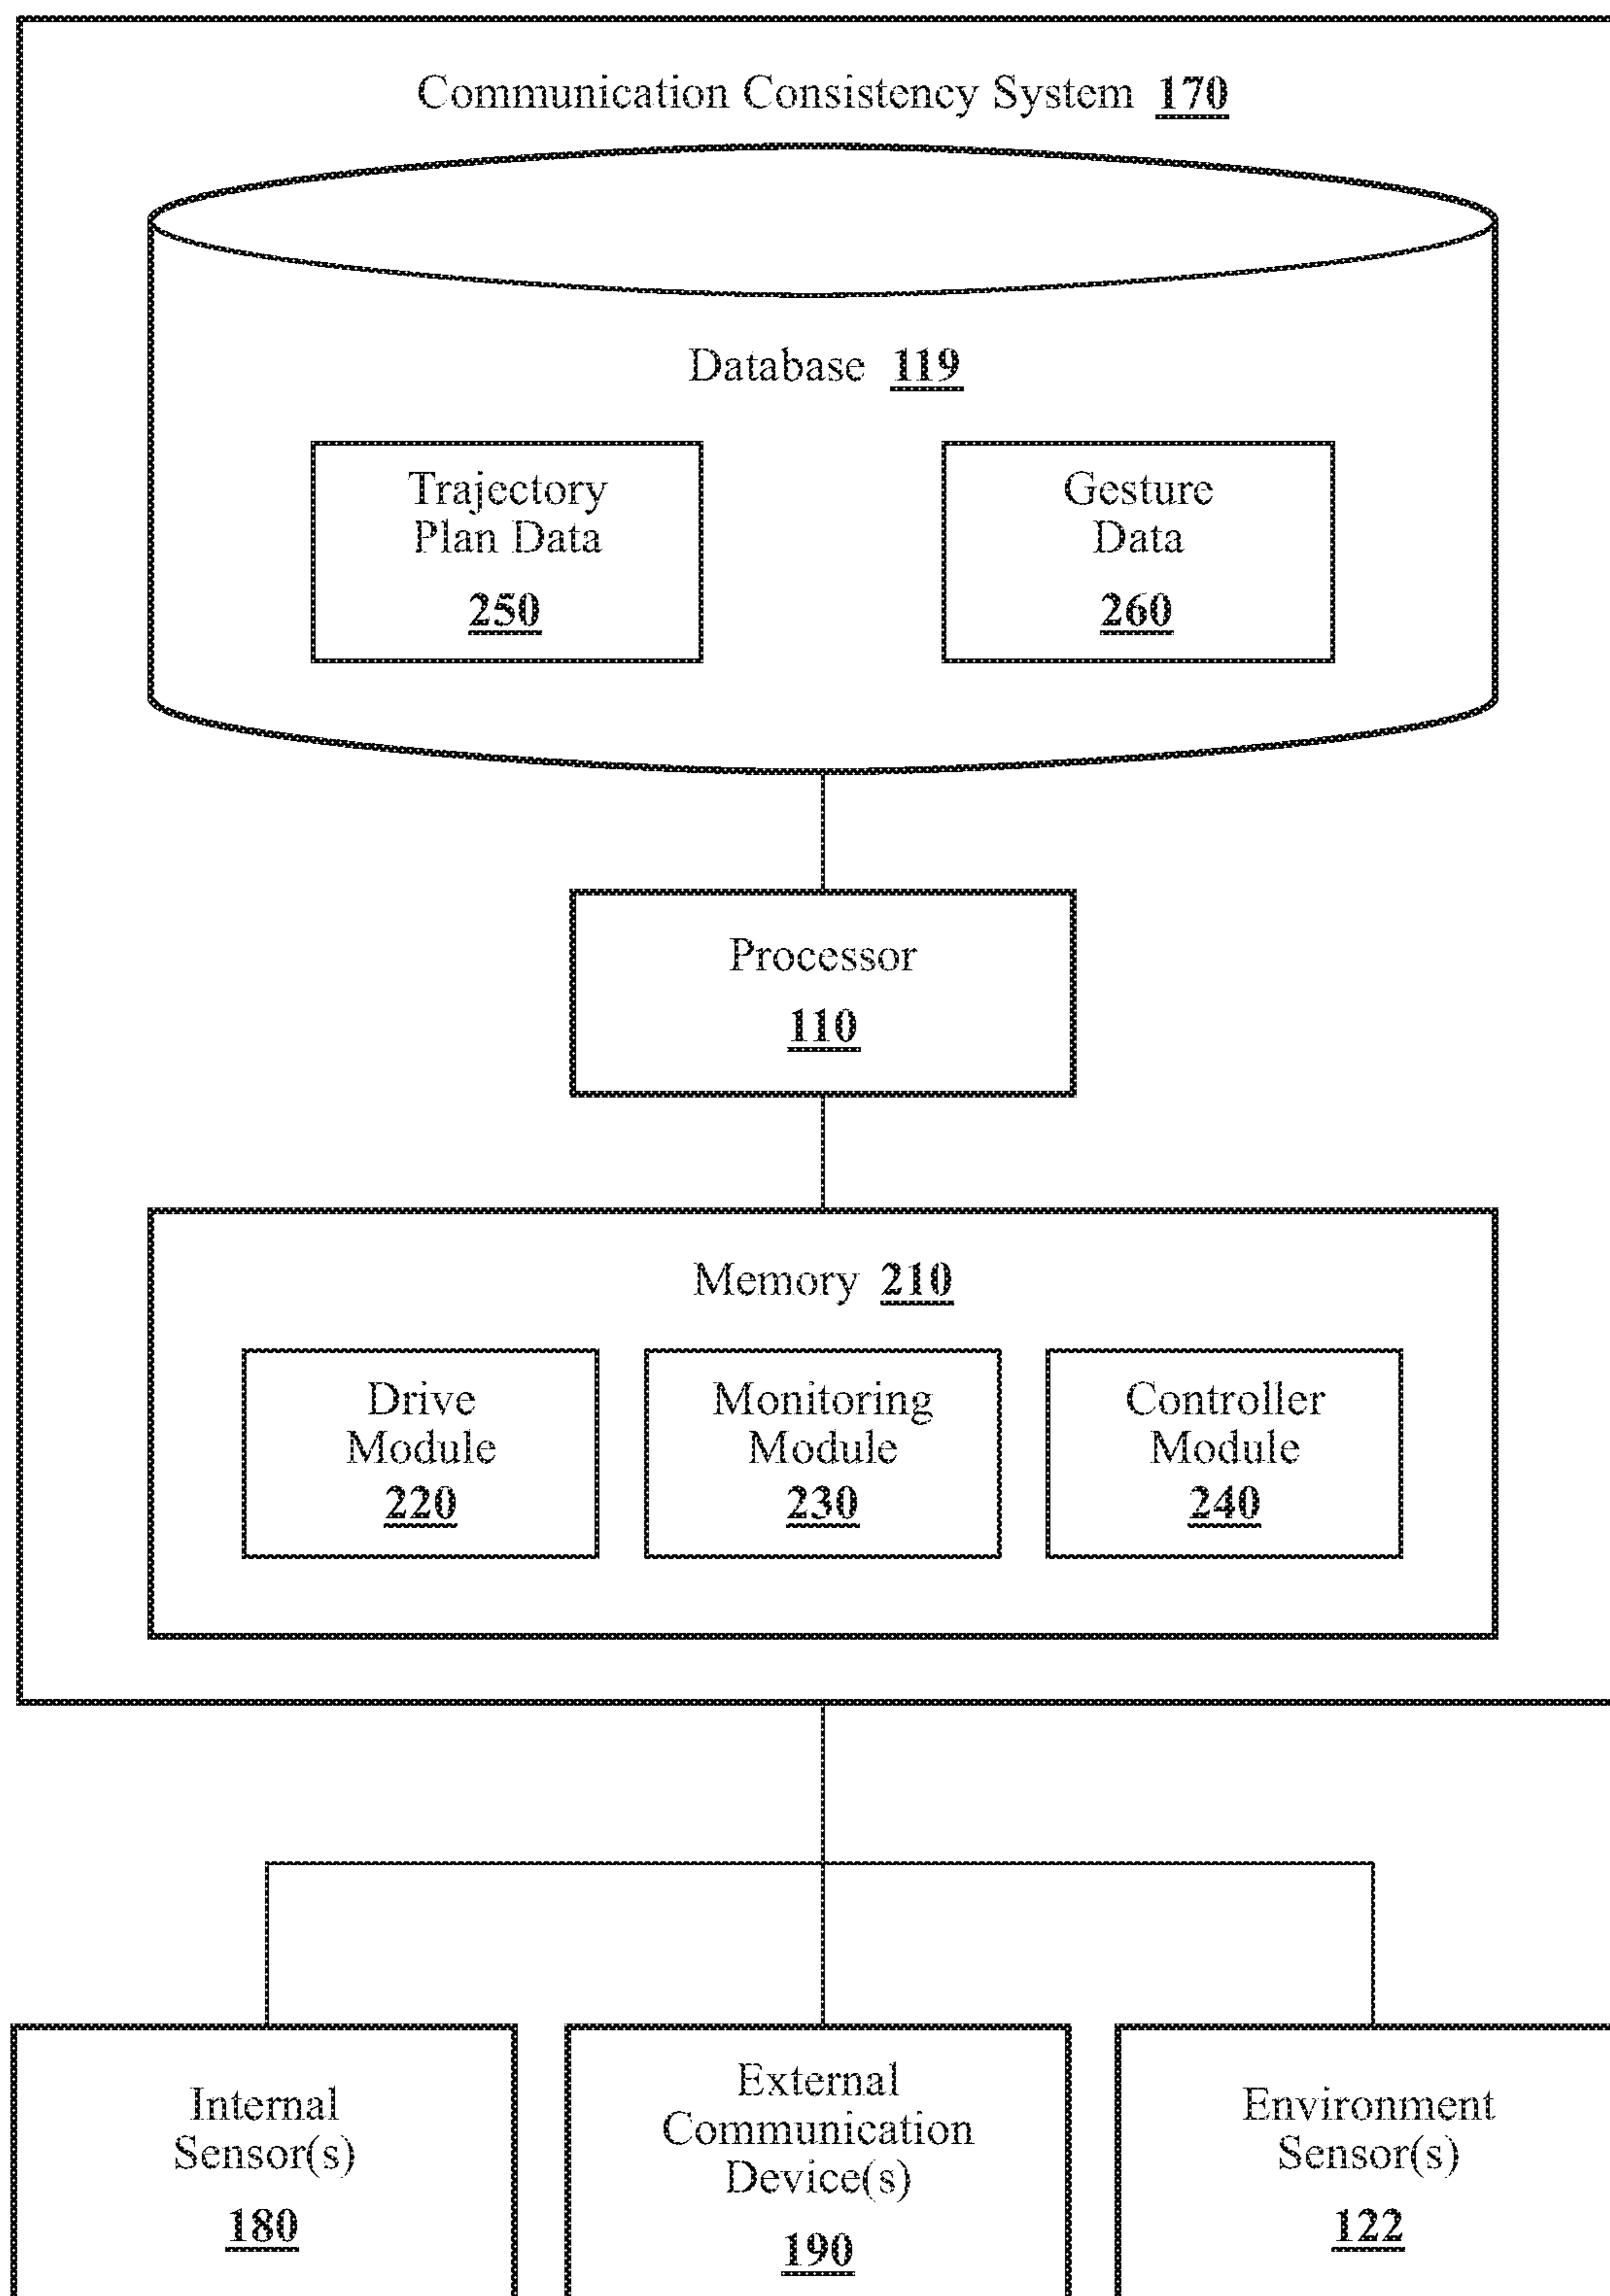 Communication Consistency System 170
Database 119
Trajectory
Plan Data
250
Gesture
Data
260
Processor
110
Memory 210
Drive
Module
220
Monitoring
Module
230
Controller
Module
240
Internal
Sensor(s)
180
External
Communication
Device(s)
190
Environment
Sensor(s)
122